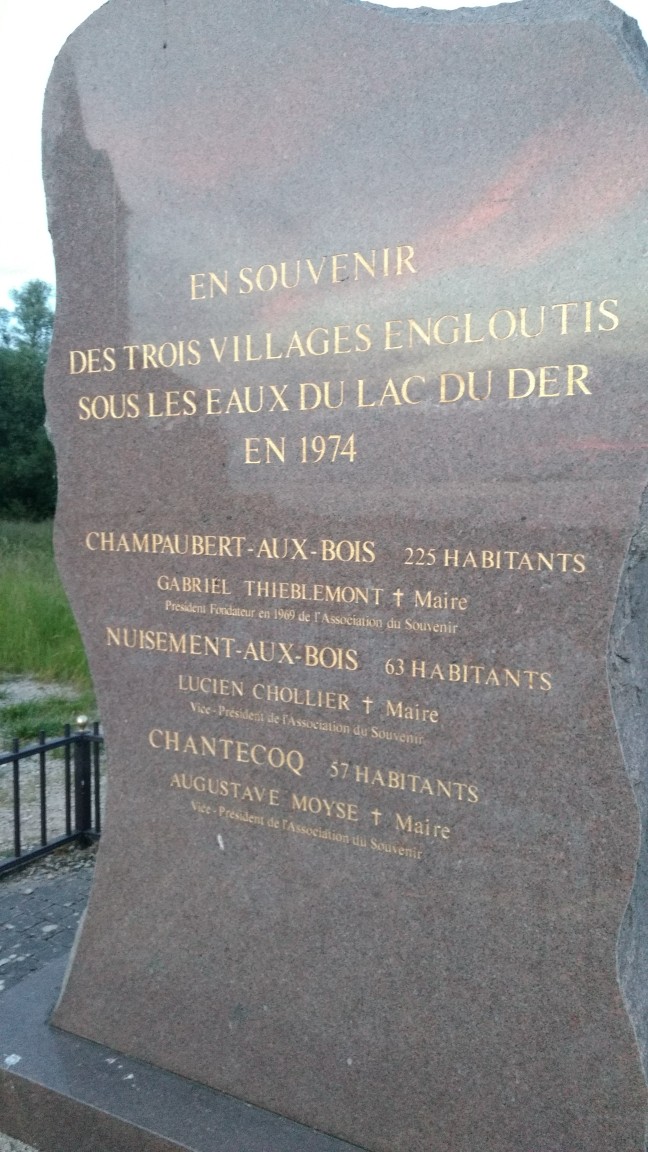 EN SOUVENIR
DES TROIS VILLAGES ENGLOUTIS
SOUS LES EAUX DU LAC DU DER
EN 1974
CHAMPAUBERT-AUX-BOIS 225 HABITANTS
GABRIEL THIEBLEMONT † Maire
President Fondateur en 1969 de l'Association du Souvenir
NUISEMENT-AUX-BOIS 63 HABITANTS
LUCIEN CHOLLIER † Maire
Vice-Président de l'Association du Souvenir
CHANTECOQ 57 HABITANTS
AUGUSTAVE MOYSE † Maire
Vice-Président de l'Association du Souvenir